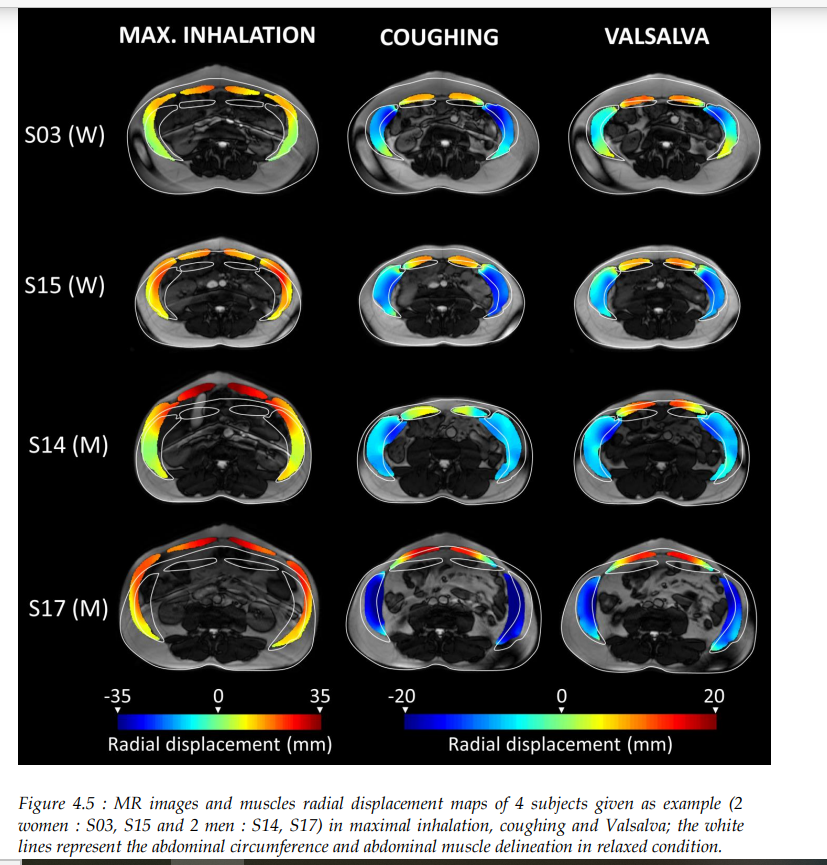 MAX. INHALATION COUGHING VALSALVA
S03 (W)
S15 (W)
S14 (M)
S17 (M)
-35 0 35 -20 0 20
Radial displacement (mm) Radial displacement (mm)
Figure 4.5 : MR images and muscles radial displacement maps of 4 subjects given as example (2
women : S03, S15 and 2 men : S14, S17) in maximal inhalation, coughing and Valsalva; the white
lines represent the abdominal circumference and abdominal muscle delineation in relaxed condition.